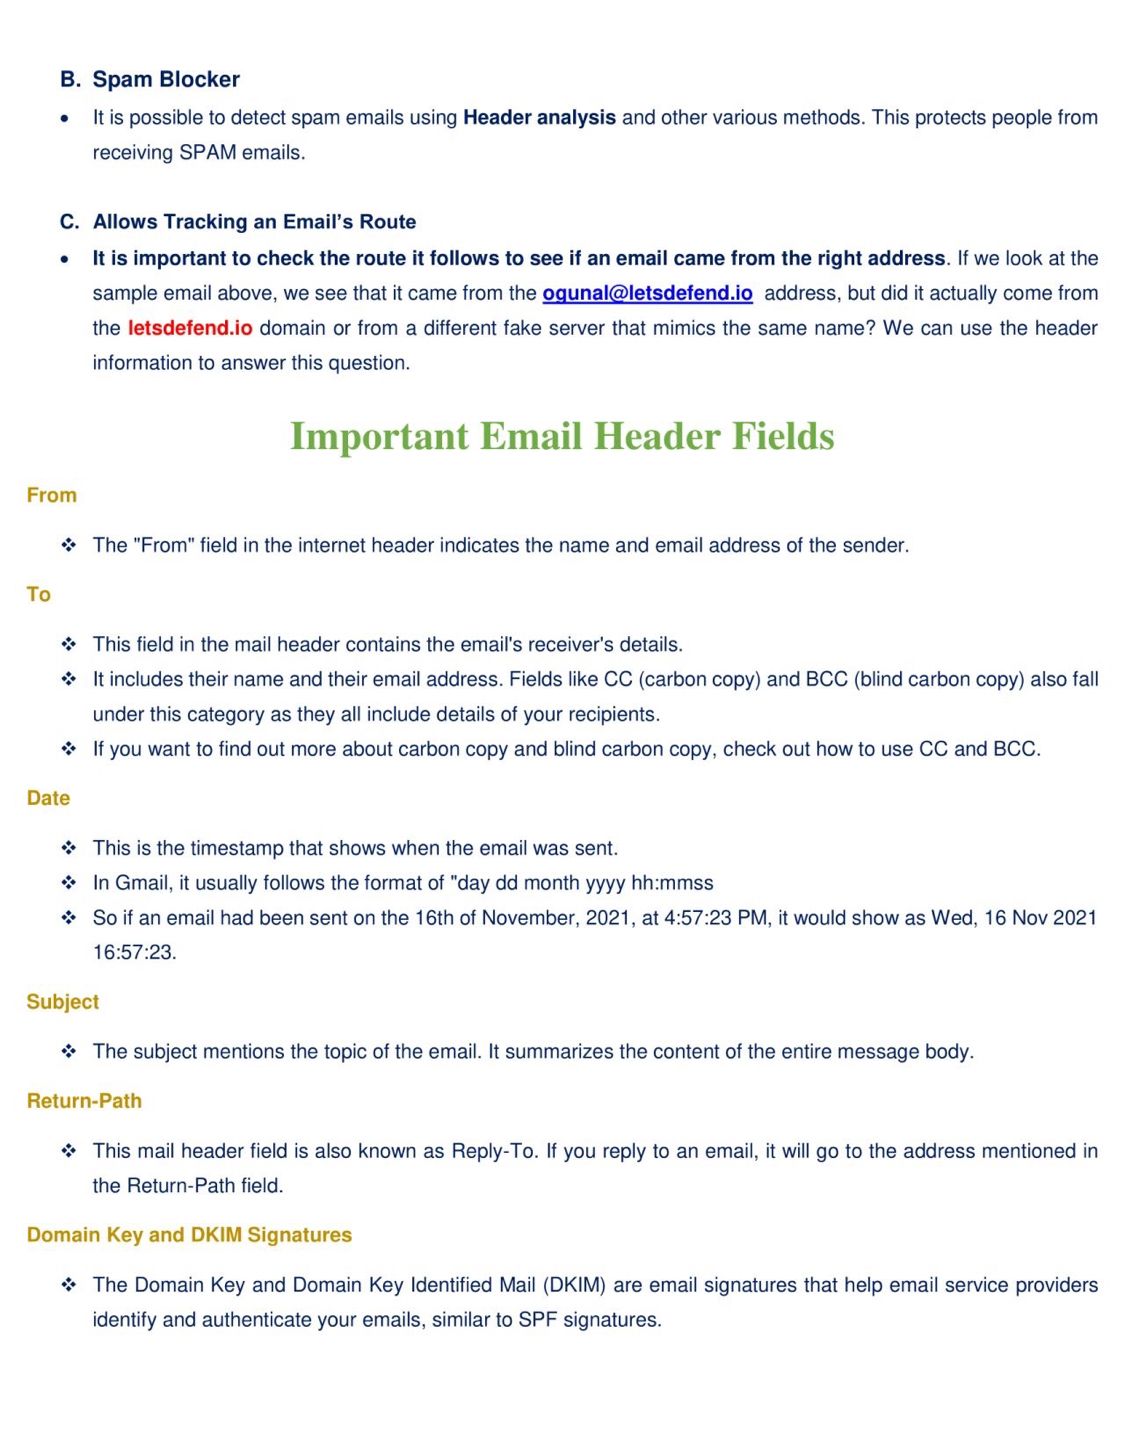 B. Spam Blocker
• It is possible to detect spam emails using Header analysis and other various methods. This protects people from
receiving SPAM emails.
C. Allows Tracking an Email’s Route
• It is important to check the route it follows to see if an email came from the right address. If we look at the
sample email above, we see that it came from the ogunal@letsdefend.io address, but did it actually come from
the letsdefend.io domain or from a different fake server that mimics the same name? We can use the header
information to answer this question.
Important Email Header Fields
From
❖ The "From" field in the internet header indicates the name and email address of the sender.
To
❖ This field in the mail header contains the email's receiver's details.
❖ It includes their name and their email address. Fields like CC (carbon copy) and BCC (blind carbon copy) also fall
under this category as they all include details of your recipients.
❖ If you want to find out more about carbon copy and blind carbon copy, check out how to use CC and BCC.
Date
❖ This is the timestamp that shows when the email was sent.
❖ In Gmail, it usually follows the format of "day dd month yyyy hh:mmss
❖ So if an email had been sent on the 16th of November, 2021, at 4:57:23 PM, it would show as Wed, 16 Nov 2021
16:57:23.
Subject
❖ The subject mentions the topic of the email. It summarizes the content of the entire message body.
Return-Path
❖ This mail header field is also known as Reply-To. If you reply to an email, it will go to the address mentioned in
the Return-Path field.
Domain Key and DKIM Signatures
❖ The Domain Key and Domain Key Identified Mail (DKIM) are email signatures that help email service providers
identify and authenticate your emails, similar to SPF signatures.